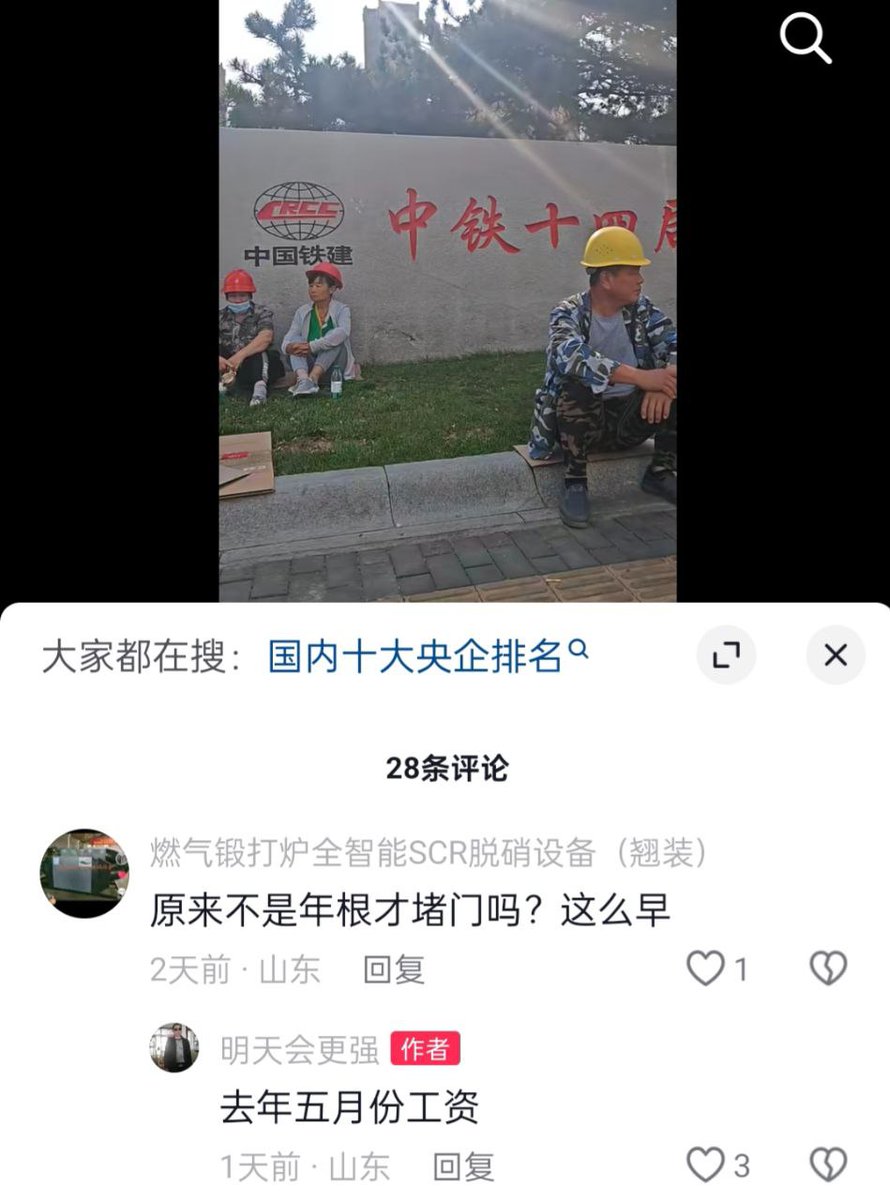 CRCC
中国铁建
中铁十四局
大家都在搜：国内十大央企排名
28条评论
燃气锻打炉全智能SCR脱硝设备（翘装）
原来不是年根才堵门吗？这么早
2天前·山东 回复
1
明天会更强 作者
去年五月份工资
1天前·山东 回复
3